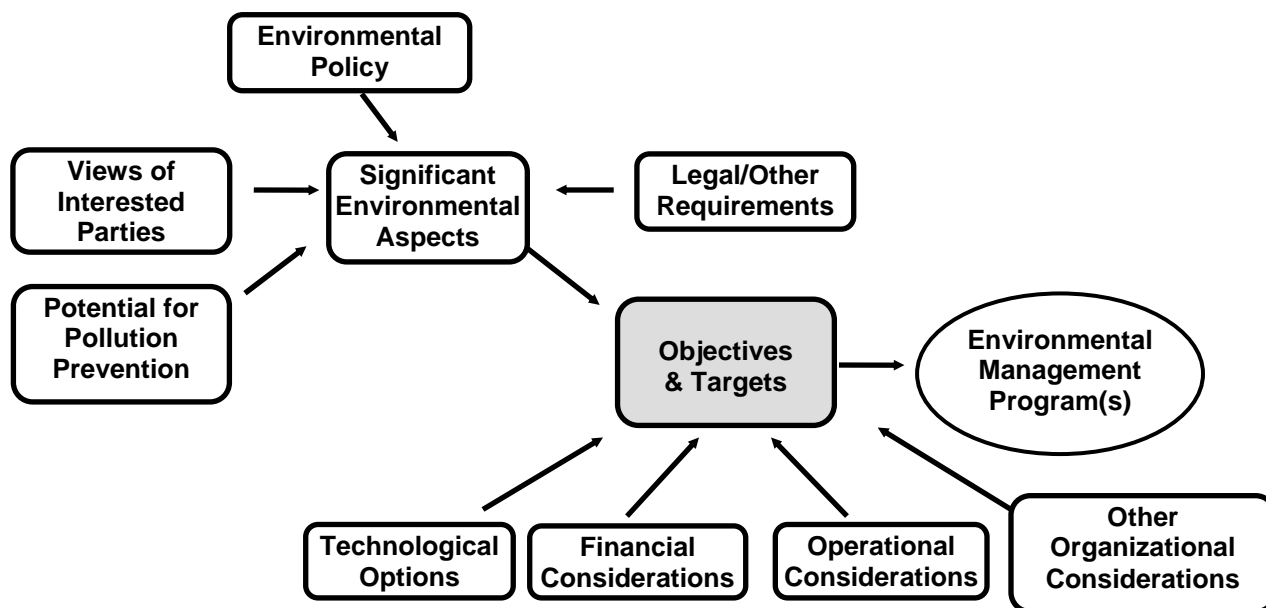 Environmental
Policy
Views of
Interested
Parties
Significant
Environmental
Aspects
Legal/Other
Requirements
Potential for
Pollution
Prevention
Objectives
& Targets
Environmental
Management
Program(s)
Technological
Options
Financial
Considerations
Operational
Considerations
Other
Organizational
Considerations